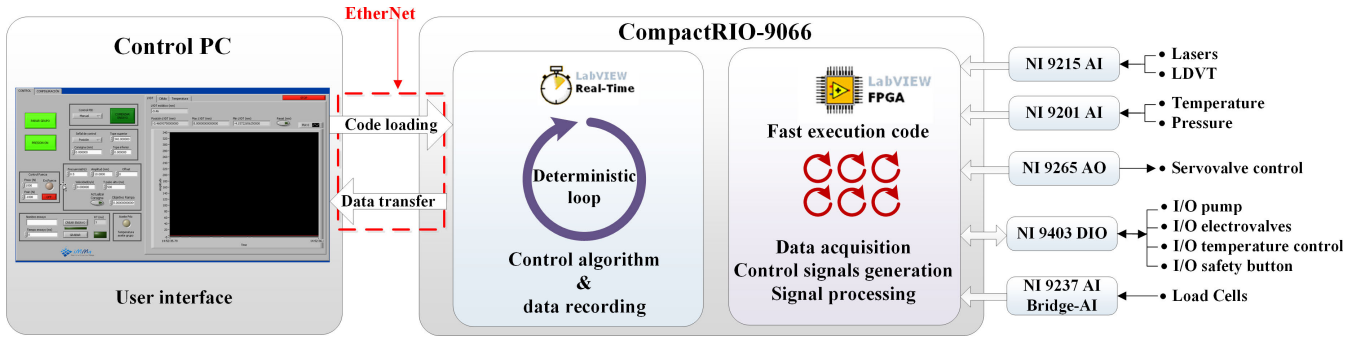 EtherNet
Control PC
User interface
Code loading
Data transfer
CompactRIO-9066
LabVIEW
Real-Time
Deterministic
loop
Control algorithm
&
data recording
LabVIEW
FPGA
Fast execution code
Data acquisition
Control signals generation
Signal processing
NI 9215 AI
• Lasers
• LDVT
NI 9201 AI
• Temperature
• Pressure
NI 9265 AO
• Servovalve control
NI 9403 DIO
• I/O pump
• I/O electrovalves
• I/O temperature control
• I/O safety button
NI 9237 AI
Bridge-AI
• Load Cells